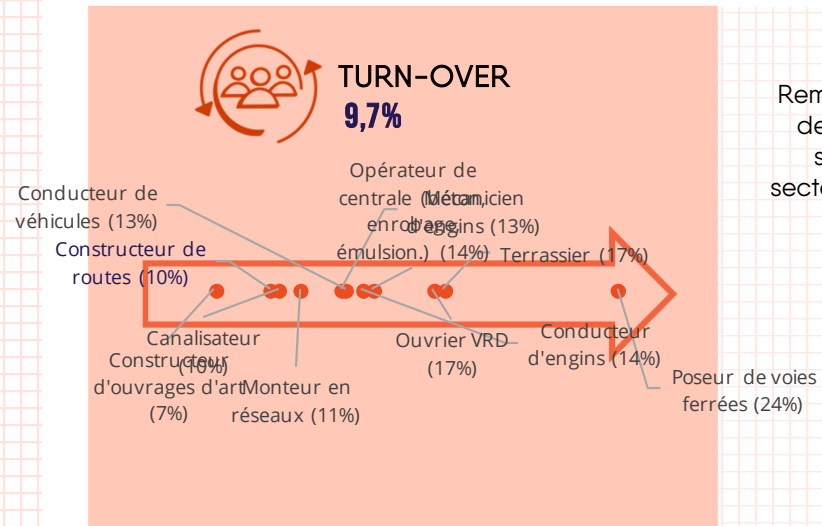 TURN-OVER
9,7%
Rem
de
s
sect
Opérateur de
centrale (béton,
enrobage,
émulsion.) (14%)
Mécanicien
d'engins (13%)
Conducteur de
véhicules (13%)
Constructeur de
routes (10%)
Terrassier (17%)
Canalisateur
(10%)
Constructeur
d'ouvrages d'art
(7%)
Monteur en
réseaux (11%)
Ouvrier VRD
(17%)
Conducteur
d'engins (14%)
Poseur de voies
ferrées (24%)